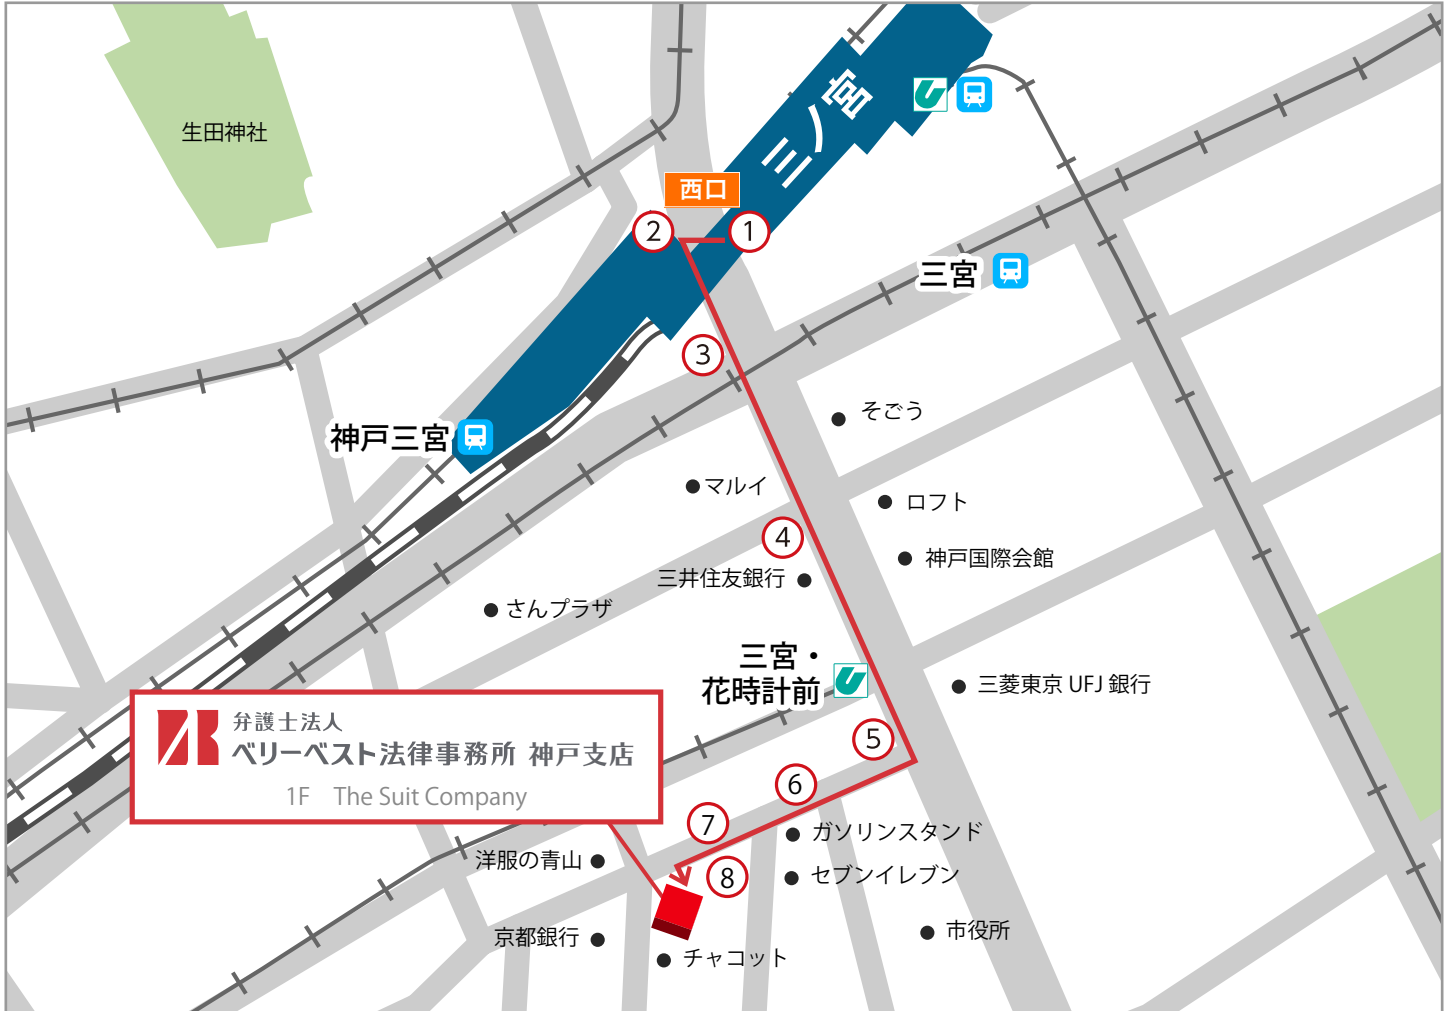 生田神社
三ノ宮
西口
2
1
三宮
3
神戸三宮
そごう
マルイ
ロフト
4
神戸国際会館
三井住友銀行
さんプラザ
三宮・
花時計前
三菱東京 UFJ 銀行
弁護士法人
ベリーベスト法律事務所 神戸支店
1F The Suit Company
5
6
7
ガソリンスタンド
洋服の青山
8
セブンイレブン
京都銀行
市役所
チャコット